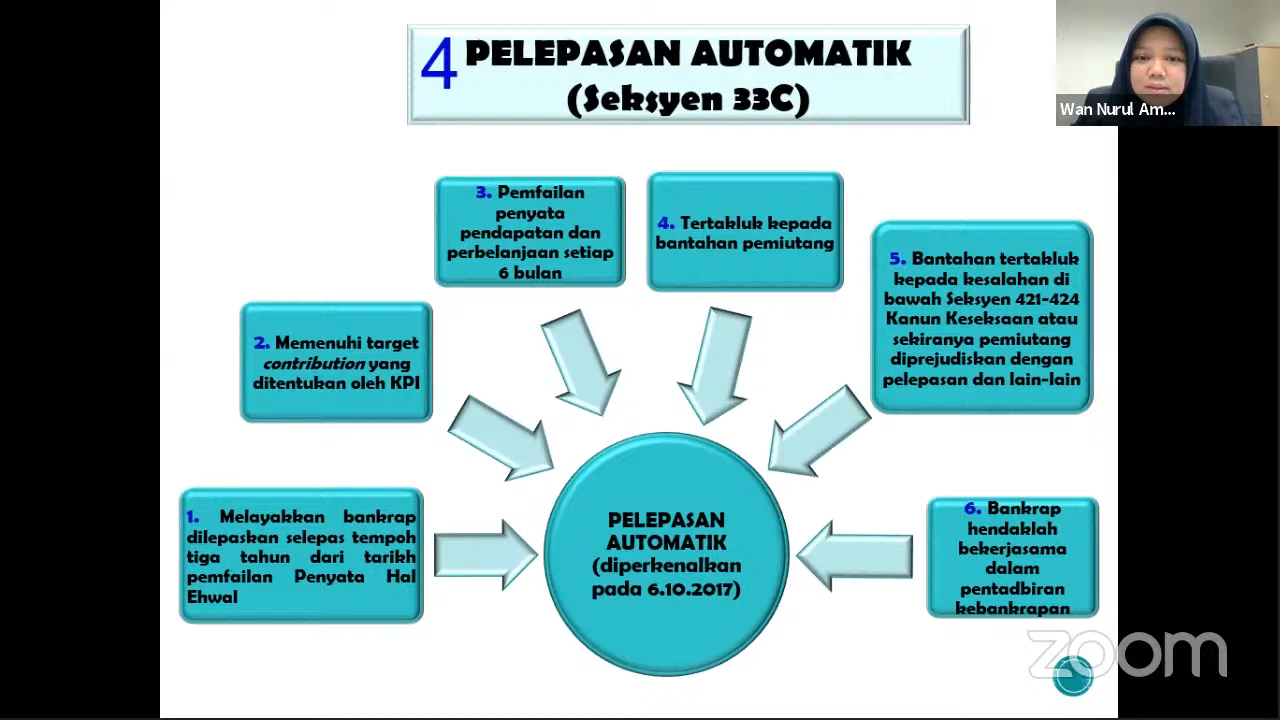 4 PELEPASAN AUTOMATIK
(Seksyen 33C)
Wan Nurul Am...
3. Pemfailan
penyata
pendapatan dan
perbelanjaan setiap
6 bulan
4. Tertakluk kepada
bantahan pemiutang
5. Bantahan tertakluk
kepada kesalahan di
bawah Seksyen 421-424
Kanun Keseksaan atau
sekiranya pemiutang
diprejudiskan dengan
pelepasan dan lain-lain
2. Memenuhi target
contribution yang
ditentukan oleh KPI
1. Melayakkan bankrap
dilepaskan selepas tempoh
tiga tahun dari tarikh
pemfailan Penyata Hal
Ehwal
PELEPASAN
AUTOMATIK
(diperkenalkan
pada 6.10.2017)
6. Bankrap
hendaklah
bekerjasama
dalam
pentadbiran
kebankrapan
zoom